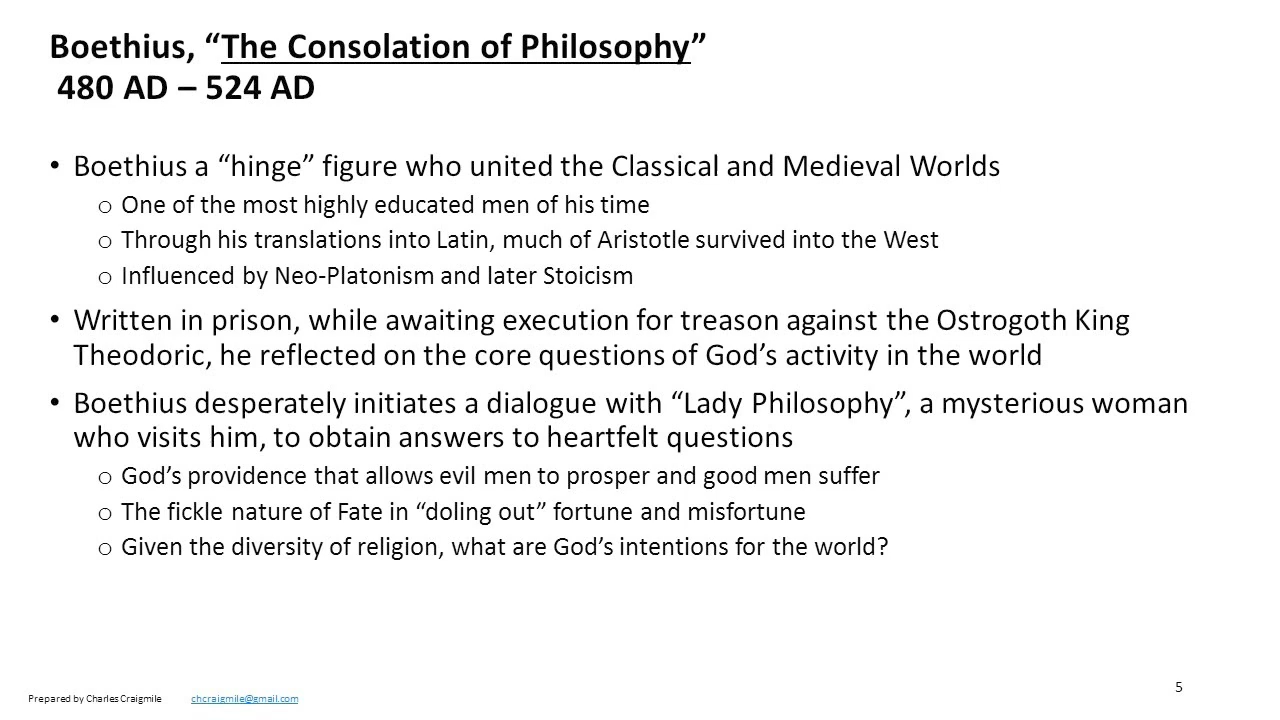 Boethius, “The Consolation of Philosophy”
480 AD – 524 AD
• Boethius a “hinge” figure who united the Classical and Medieval Worlds
o One of the most highly educated men of his time
o Through his translations into Latin, much of Aristotle survived into the West
o Influenced by Neo-Platonism and later Stoicism
• Written in prison, while awaiting execution for treason against the Ostrogoth King
Theodoric, he reflected on the core questions of God’s activity in the world
• Boethius desperately initiates a dialogue with “Lady Philosophy”, a mysterious woman
who visits him, to obtain answers to heartfelt questions
o God’s providence that allows evil men to prosper and good men suffer
o The fickle nature of Fate in “doling out” fortune and misfortune
o Given the diversity of religion, what are God’s intentions for the world?
Prepared by Charles Craigmile chcraigmile@gmail.com
5